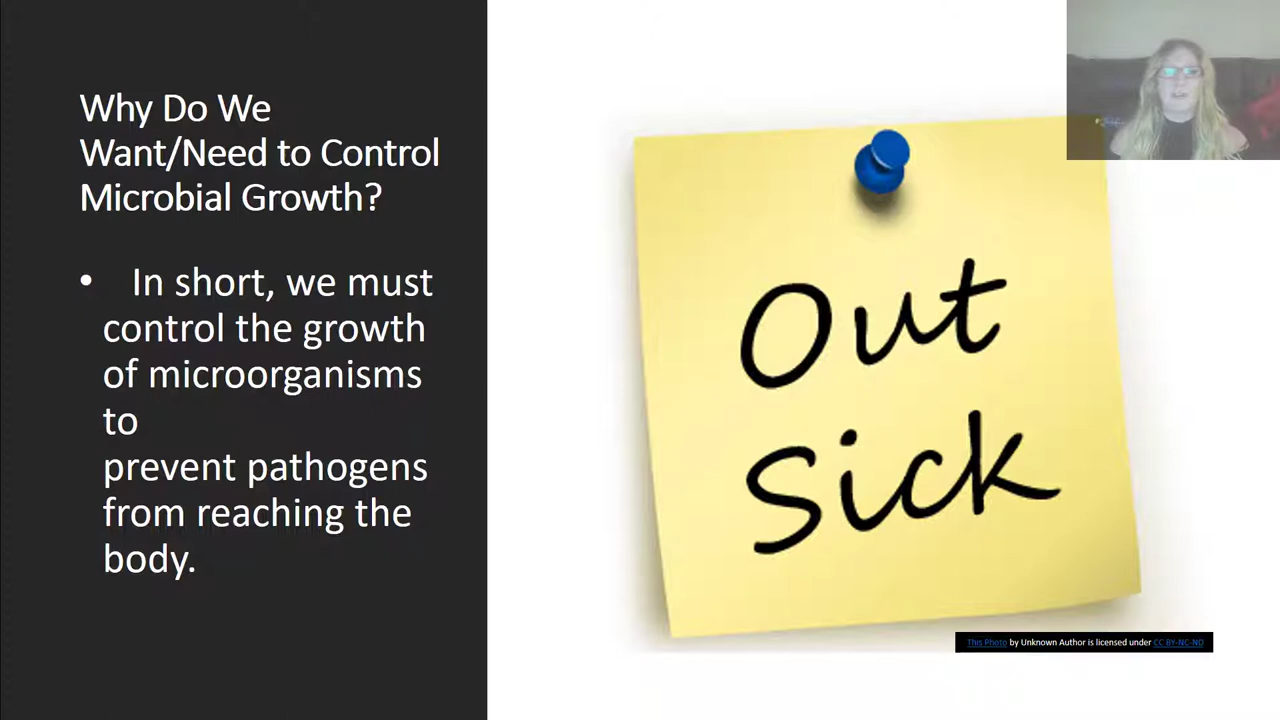 Why Do We
Want/Need to Control
Microbial Growth?
• In short, we must
control the growth
of microorganisms
to
prevent pathogens
from reaching the
body.
Out
Sick
This Photo by Unknown Author is licensed under CC BY-NC-ND